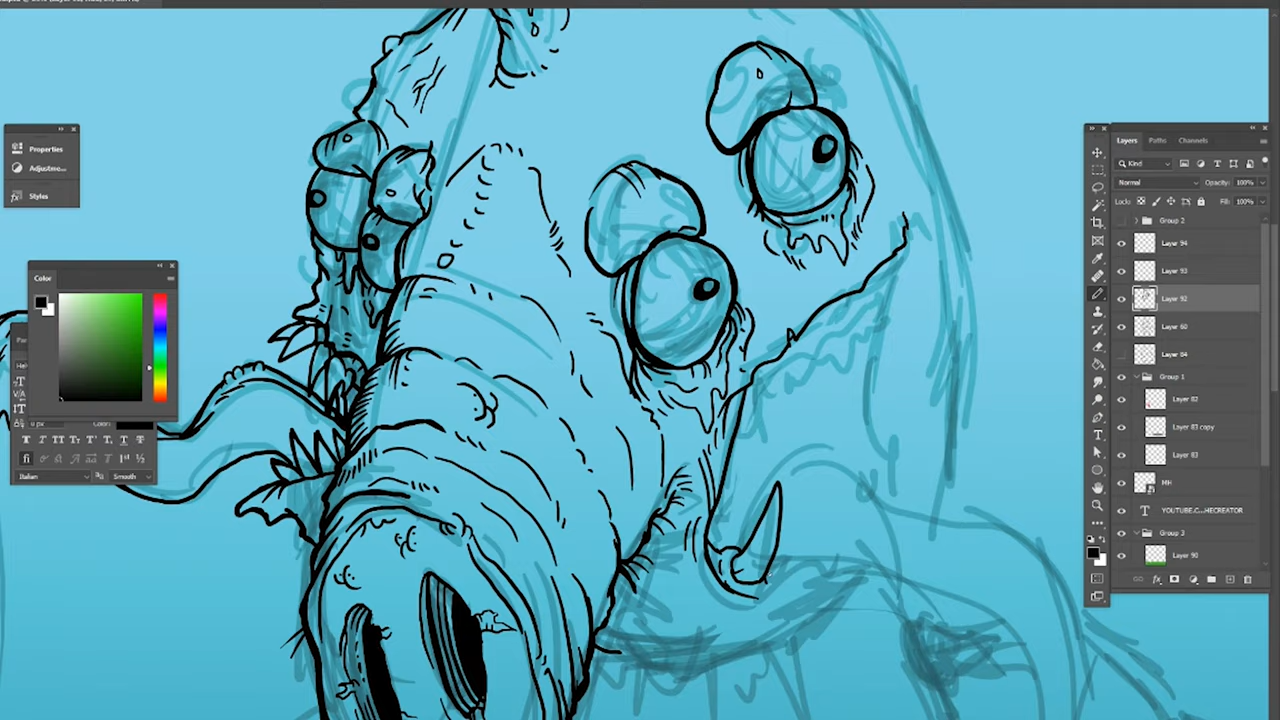 Properties
Adjustme...
Styles
Color
Italian
Smooth
Layers
Paths
Channels
Kind
Normal
Opacity: 100%
Lock:
Fill: 100%
Group 2
Layer 94
Layer 93
Layer 92
Layer 60
Layer 64
Group 1
Layer 82
Layer 83 copy
Layer 83
MH
YOUTUBE.C...HECREATOR
Group 3
Layer 90